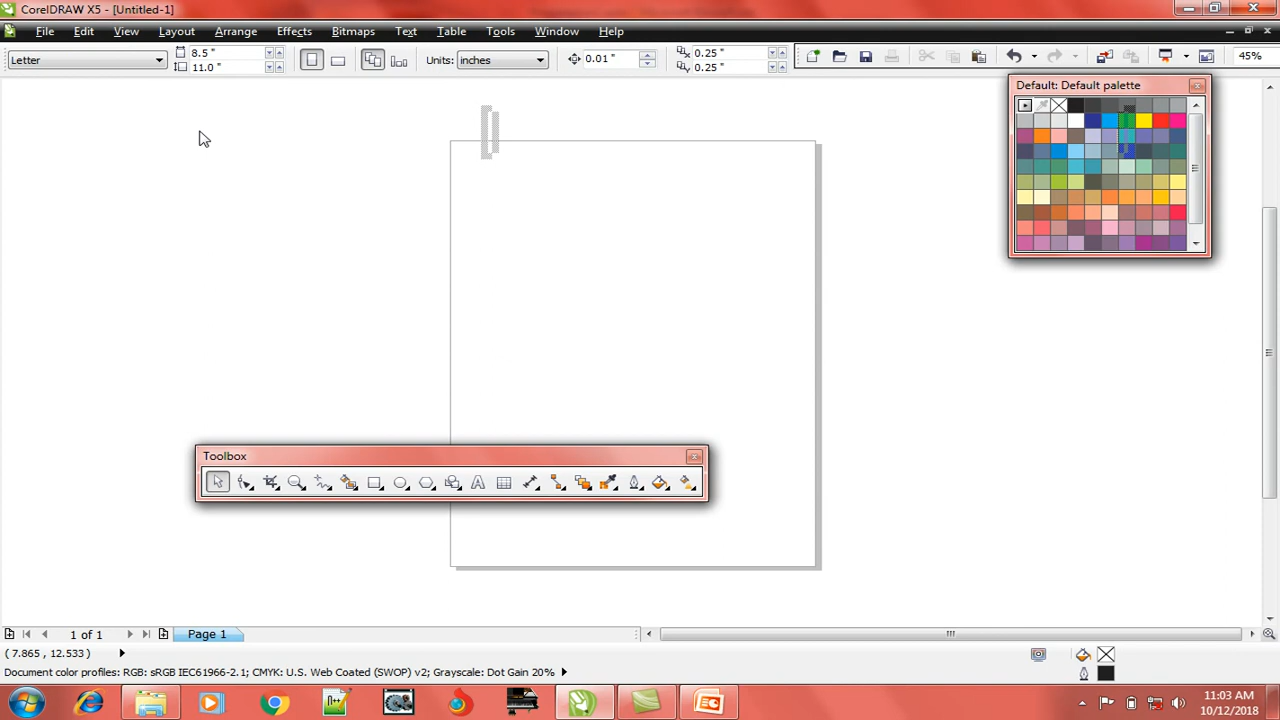 CorelDRAW X5 - [Untitled-1]
File Edit View Layout Arrange Effects Bitmaps Text Table Tools Window Help
Letter 8.5 " 11.0 " Units: inches 0.01 " 0.25 " 0.25 " 45%
Default: Default palette
Toolbox
1 of 1 Page 1
( 7.865, 12.533 )
Document color profiles: RGB: sRGB IEC61966-2.1; CMYK: U.S. Web Coated (SWOP) v2; Grayscale: Dot Gain 20%
11:03 AM
10/12/2018